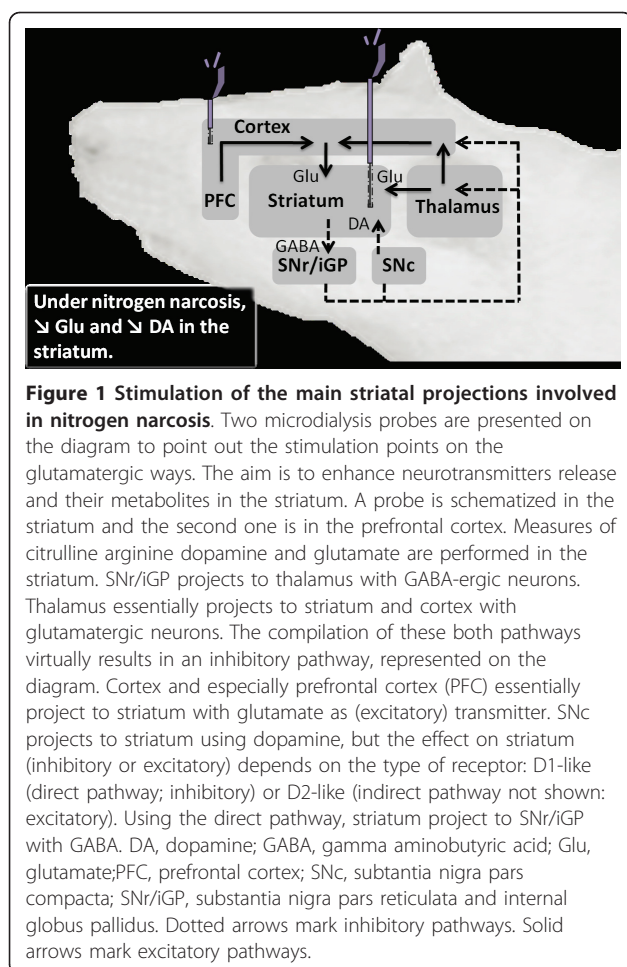 Cortex
Glu
Glu
PFC
Striatum
Thalamus
DA
GABA
SNr/iGP
SNc
Under nitrogen narcosis,
↘ Glu and ↘ DA in the
striatum.
Figure 1 Stimulation of the main striatal projections involved
in nitrogen narcosis. Two microdialysis probes are presented on
the diagram to point out the stimulation points on the
glutamatergic ways. The aim is to enhance neurotransmitters release
and their metabolites in the striatum. A probe is schematized in the
striatum and the second one is in the prefrontal cortex. Measures of
citrulline arginine dopamine and glutamate are performed in the
striatum. SNr/iGP projects to thalamus with GABA-ergic neurons.
Thalamus essentially projects to striatum and cortex with
glutamatergic neurons. The compilation of these both pathways
virtually results in an inhibitory pathway, represented on the
diagram. Cortex and especially prefrontal cortex (PFC) essentially
project to striatum with glutamate as (excitatory) transmitter. SNc
projects to striatum using dopamine, but the effect on striatum
(inhibitory or excitatory) depends on the type of receptor: D1-like
(direct pathway; inhibitory) or D2-like (indirect pathway not shown:
excitatory). Using the direct pathway, striatum project to SNr/iGP
with GABA. DA, dopamine; GABA, gamma aminobutyric acid; Glu,
glutamate;PFC, prefrontal cortex; SNc, subtantia nigra pars
compacta; SNr/iGP, substantia nigra pars reticulata and internal
globus pallidus. Dotted arrows mark inhibitory pathways. Solid
arrows mark excitatory pathways.